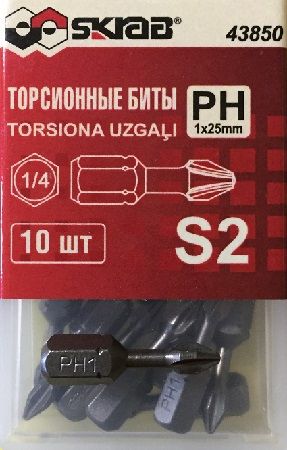 SKRAB 43850
ТОРСИОННЫЕ БИТЫ PH
TORSIONA UZGAĻI 1x25mm
1/4
10 шт S2
PH1
PH1